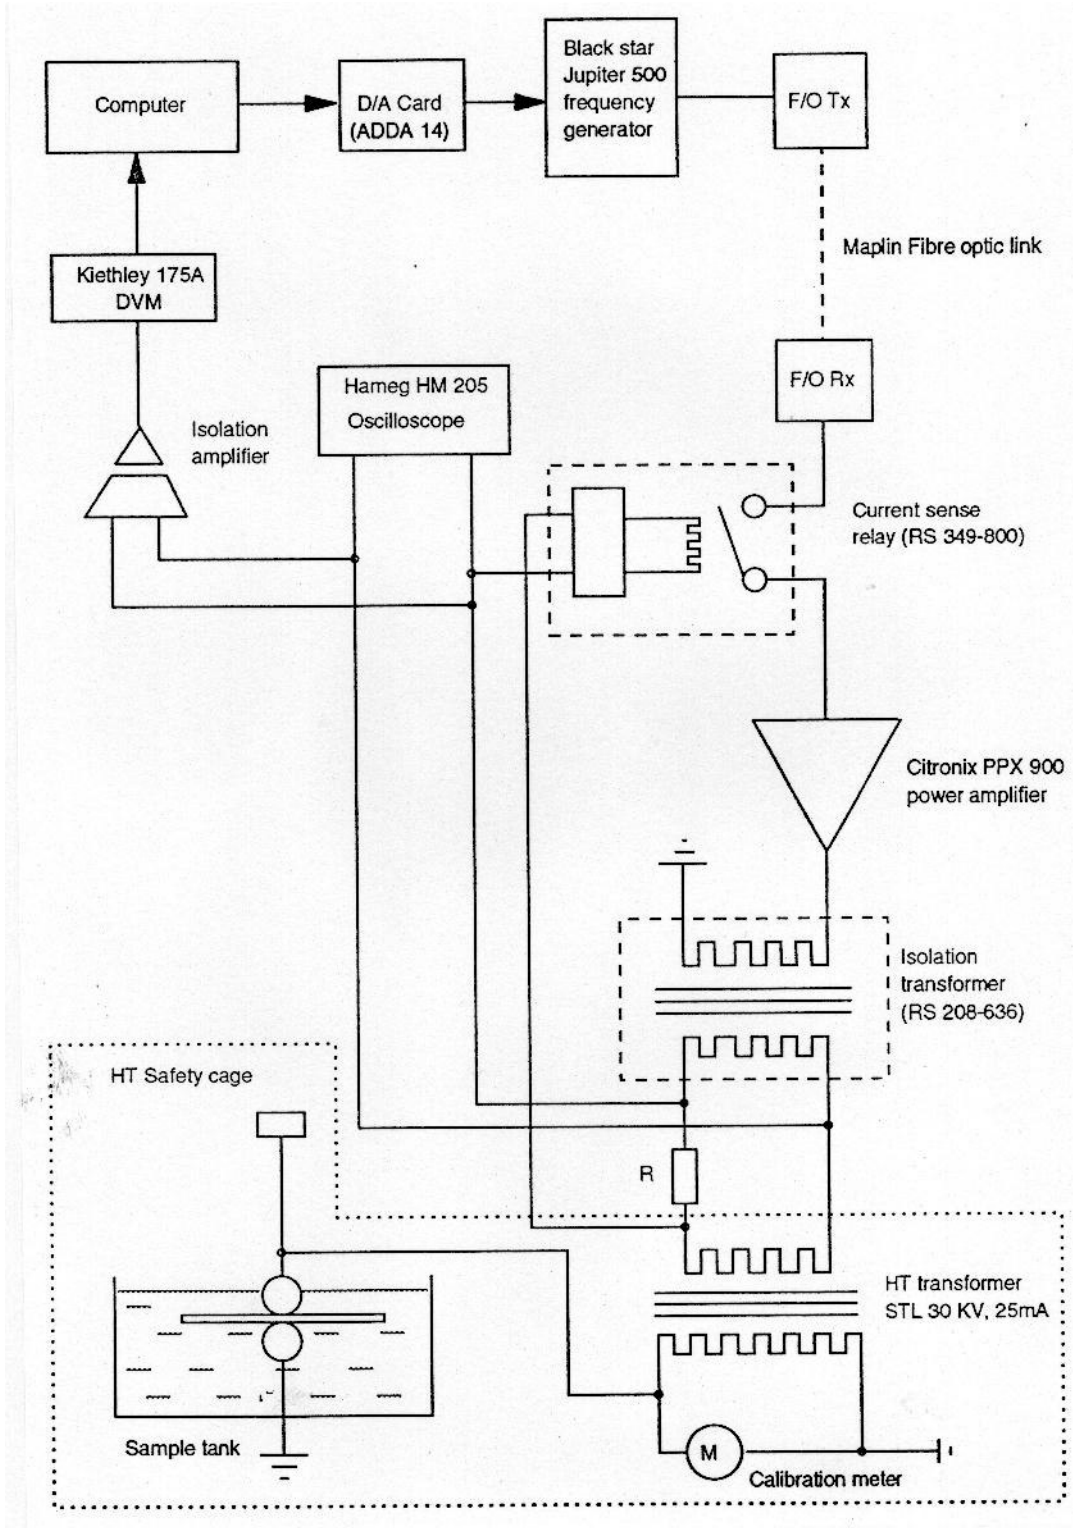 Computer
D/A Card
(ADDA 14)
Black star
Jupiter 500
frequency
generator
F/O Tx
Maplin Fibre optic link
Kiethley 175A
DVM
F/O Rx
Hameg HM 205
Oscilloscope
Isolation
amplifier
Current sense
relay (RS 349-800)
Citronix PPX 900
power amplifier
Isolation
transformer
(RS 208-636)
HT Safety cage
R
HT transformer
STL 30 KV, 25mA
Sample tank
M
Calibration meter